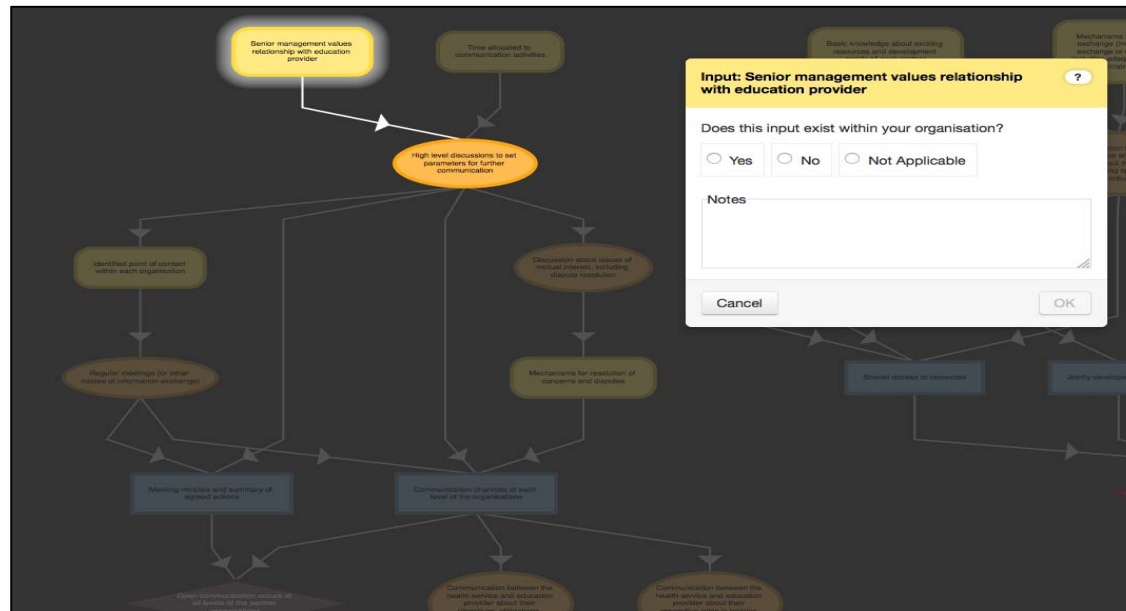 Senior management values
relationship with education
provider
Time allocated to
communication activities
Basic knowledge about existing
resources and development
Mechanisms
exchange (in
exchange or
Input: Senior management values relationship
with education provider
?
Does this input exist within your organisation?
Yes
No
Not Applicable
Notes
Cancel
OK
High level discussions to set
parameters for further
communication
Identified point of contact
within each organisation
Discussion about issues of
mutual interest, including
dispute resolution
Regular meetings (or other
modes of information exchange)
Mechanisms for resolution of
concerns and disputes
Shared access to resources
Jointly develope
Meeting minutes and summary of
agreed actions
Communication channels at each
level of the organisations
Open communication occurs at
all levels of the partner
Communication between the
health service and education
provider about their
Communication between the
health service and education
provider about their